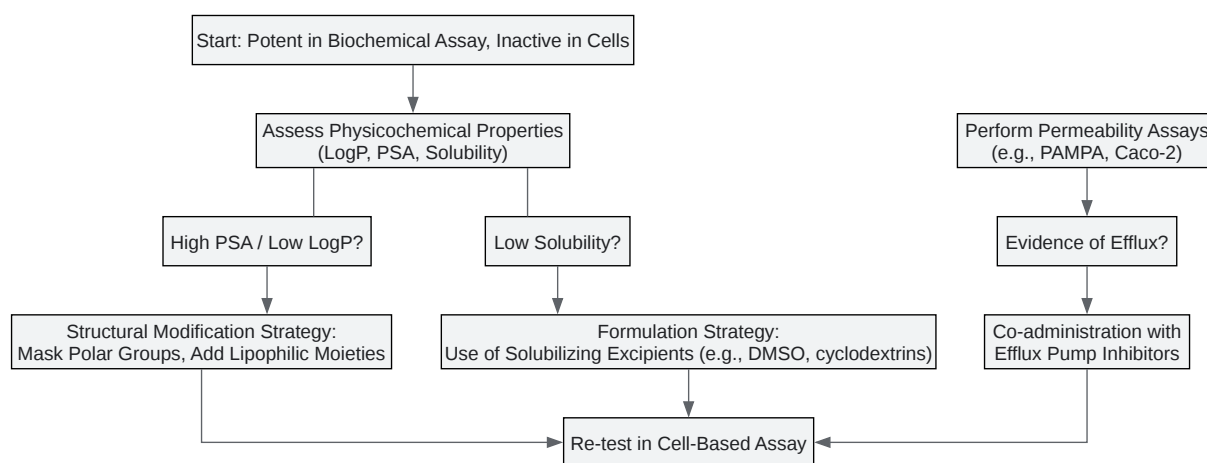 Start: Potent in Biochemical Assay, Inactive in Cells
Assess Physicochemical Properties
(LogP, PSA, Solubility)
Perform Permeability Assays
(e.g., PAMPA, Caco-2)
High PSA / Low LogP?
Low Solubility?
Evidence of Efflux?
Structural Modification Strategy:
Mask Polar Groups, Add Lipophilic Moieties
Formulation Strategy:
Use of Solubilizing Excipients (e.g., DMSO, cyclodextrins)
Co-administration with
Efflux Pump Inhibitors
Re-test in Cell-Based Assay